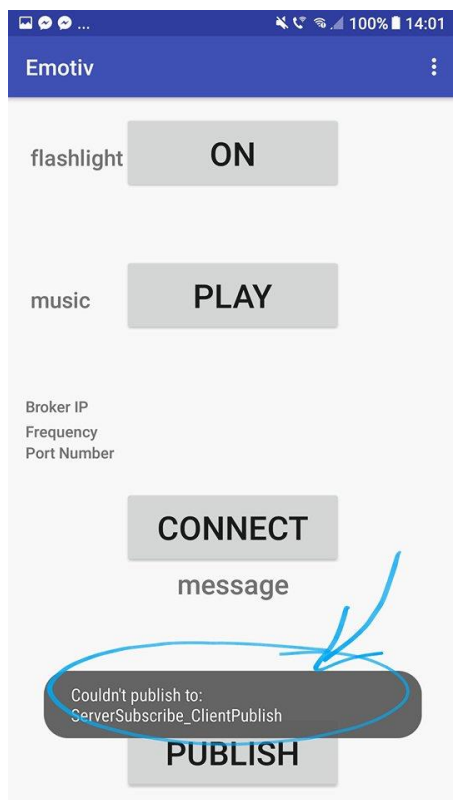 ... 100% 14:01
Emotiv
flashlight ON
music PLAY
Broker IP
Frequency
Port Number
CONNECT
message
Couldn't publish to:
ServerSubscribe_ClientPublish
PUBLISH